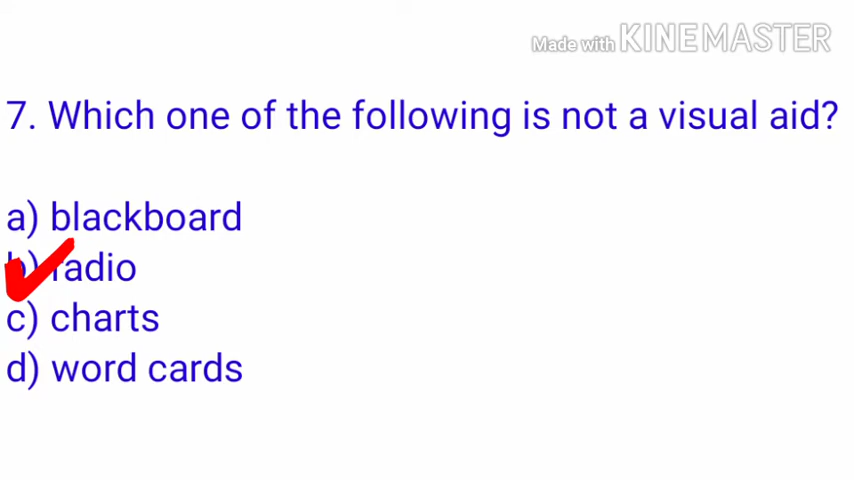 Made with KINEMASTER
7. Which one of the following is not a visual aid?
a) blackboard
b) radio
c) charts
d) word cards